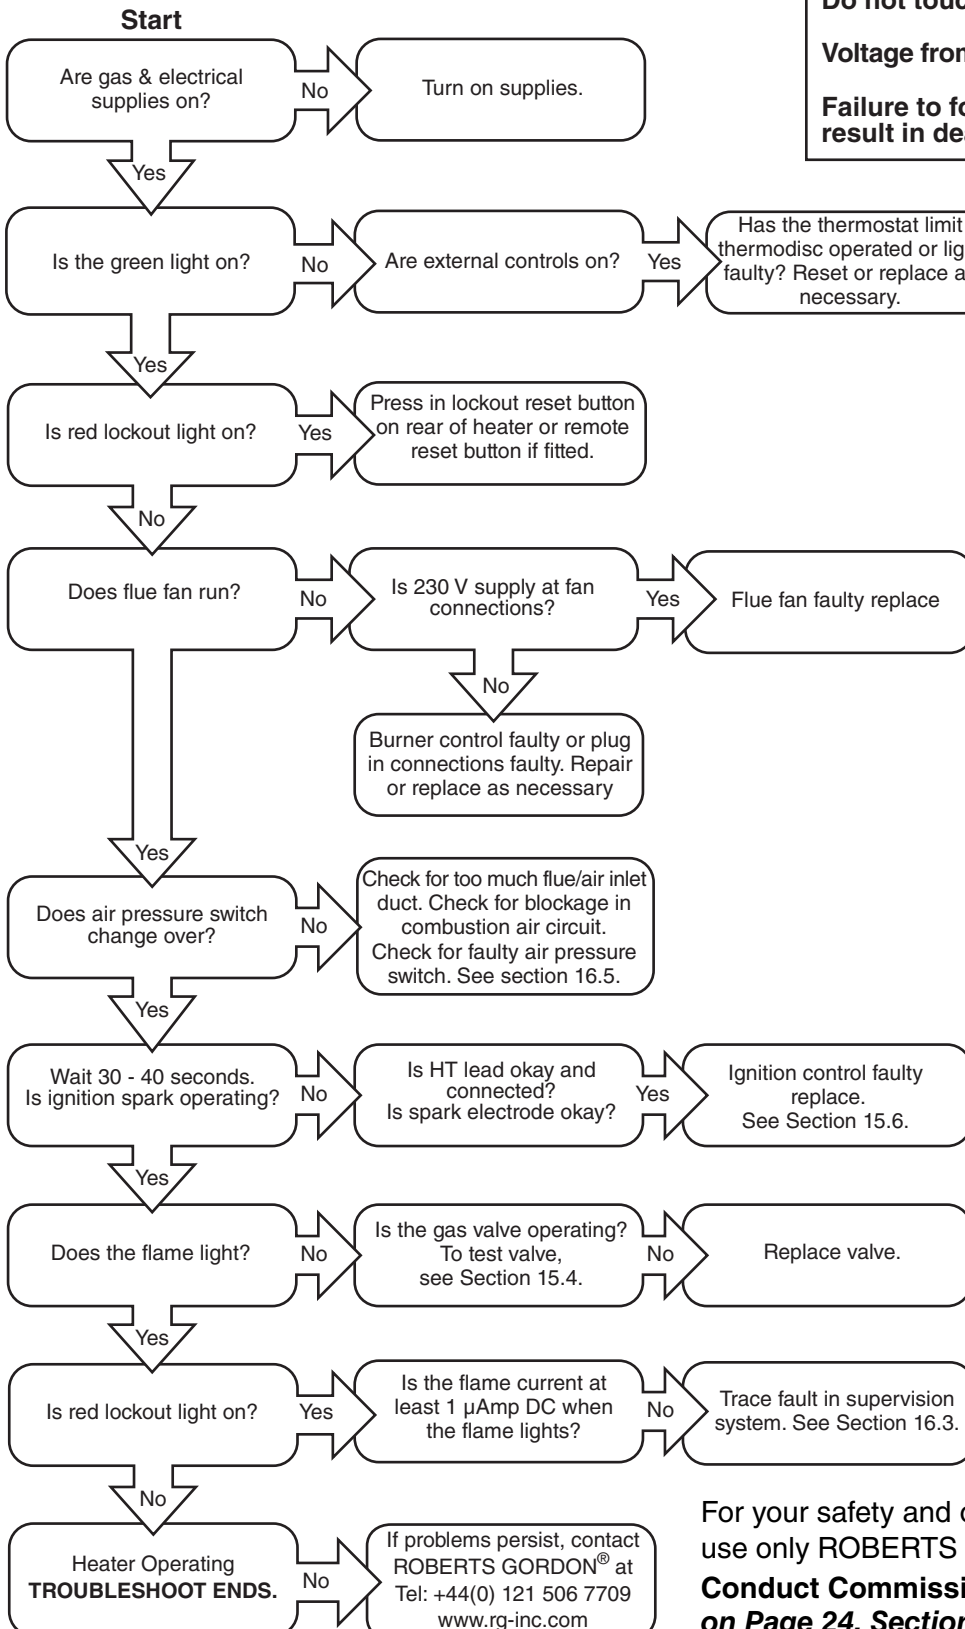 Start
Do not touc
Voltage from
Failure to fo
result in dea
Are gas & electrical
supplies on?
No
Turn on supplies.
Yes
Is the green light on?
No
Are external controls on?
Yes
Has the thermostat limit
thermodisc operated or lig
faulty? Reset or replace a
necessary.
Yes
Is red lockout light on?
Yes
Press in lockout reset button
on rear of heater or remote
reset button if fitted.
No
Does flue fan run?
No
Is 230 V supply at fan
connections?
Yes
Flue fan faulty replace
No
Burner control faulty or plug
in connections faulty. Repair
or replace as necessary
Yes
Does air pressure switch
change over?
No
Check for too much flue/air inlet
duct. Check for blockage in
combustion air circuit.
Check for faulty air pressure
switch. See section 16.5.
Yes
Wait 30 - 40 seconds.
Is ignition spark operating?
No
Is HT lead okay and
connected?
Is spark electrode okay?
Yes
Ignition control faulty
replace.
See Section 15.6.
Yes
Does the flame light?
No
Is the gas valve operating?
To test valve,
see Section 15.4.
No
Replace valve.
Yes
Is red lockout light on?
Yes
Is the flame current at
least 1 µAmp DC when
the flame lights?
No
Trace fault in supervision
system. See Section 16.3.
No
Heater Operating
TROUBLESHOOT ENDS.
No
If problems persist, contact
ROBERTS GORDON® at
Tel: +44(0) 121 506 7709
www.rg-inc.com
For your safety and c
use only ROBERTS
Conduct Commissi
on Page 24, Section